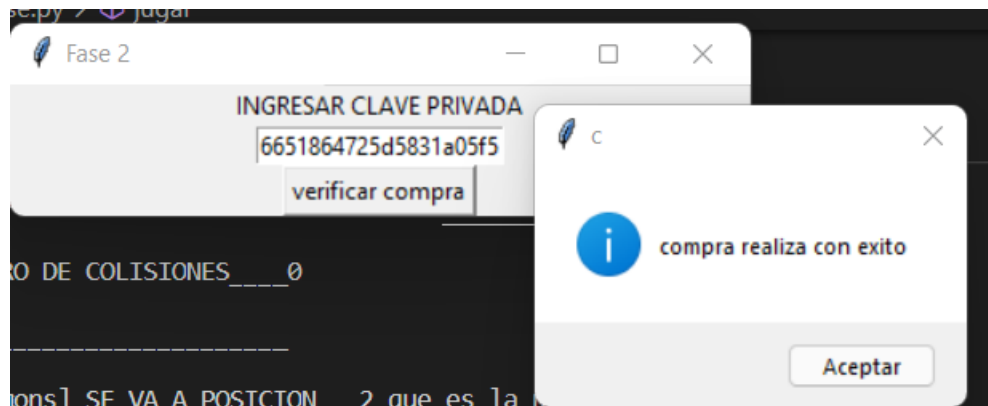 se.py > jugar
Fase 2
INGRESAR CLAVE PRIVADA
6651864725d5831a05f5
verificar compra
c
compra realiza con exito
Aceptar
RO DE COLISIONES____0
SE VA A POSICION 2 que es la